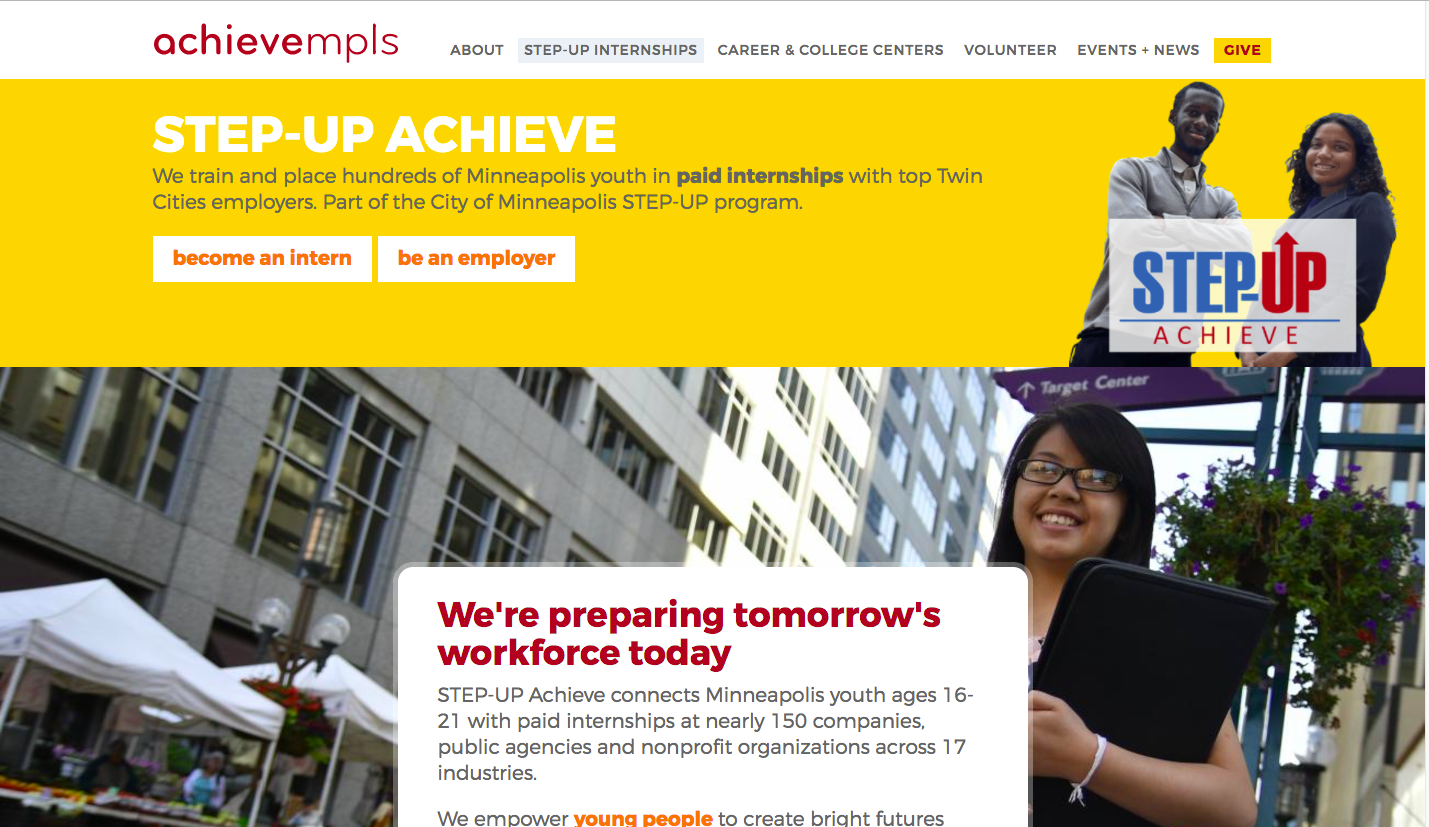 achievempls
ABOUT STEP-UP INTERNSHIPS CAREER & COLLEGE CENTERS VOLUNTEER EVENTS + NEWS GIVE
STEP-UP ACHIEVE
We train and place hundreds of Minneapolis youth in paid internships with top Twin
Cities employers. Part of the City of Minneapolis STEP-UP program.
become an intern be an employer
STEP-UP
ACHIEVE
Target Center
We're preparing tomorrow's
workforce today
STEP-UP Achieve connects Minneapolis youth ages 16-
21 with paid internships at nearly 150 companies,
public agencies and nonprofit organizations across 17
industries.
We empower young people to create bright futures